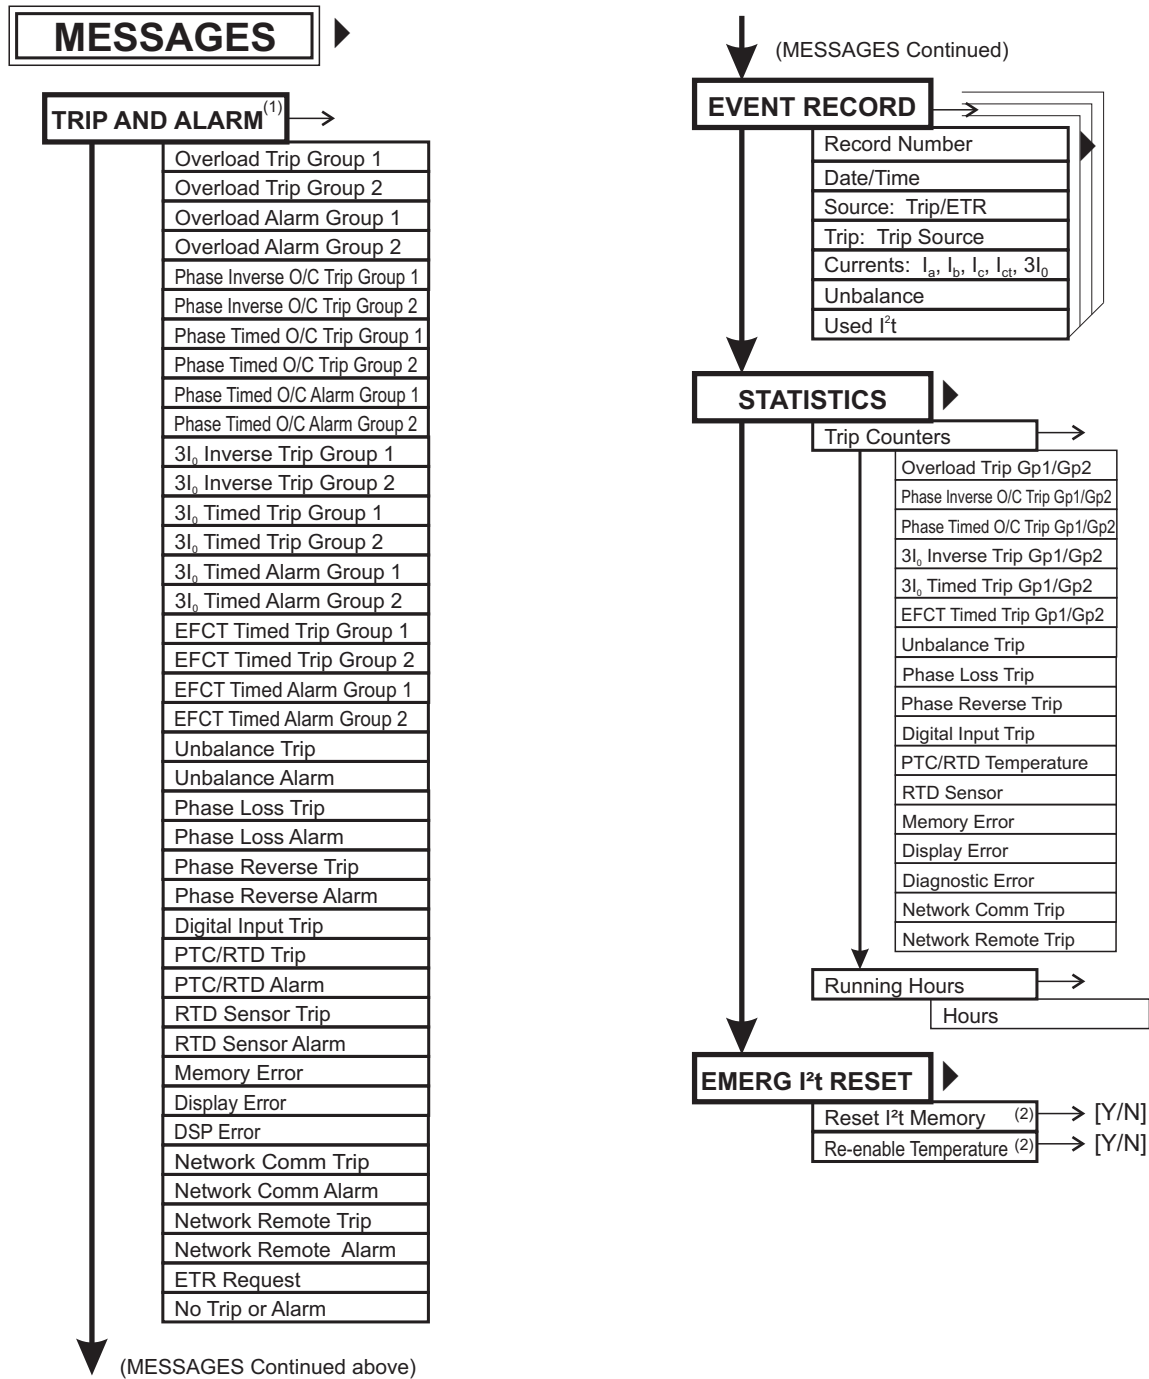 MESSAGES
TRIP AND ALARM(1)
Overload Trip Group 1
Overload Trip Group 2
Overload Alarm Group 1
Overload Alarm Group 2
Phase Inverse O/C Trip Group 1
Phase Inverse O/C Trip Group 2
Phase Timed O/C Trip Group 1
Phase Timed O/C Trip Group 2
Phase Timed O/C Alarm Group 1
Phase Timed O/C Alarm Group 2
3I₀ Inverse Trip Group 1
3I₀ Inverse Trip Group 2
3I₀ Timed Trip Group 1
3I₀ Timed Trip Group 2
3I₀ Timed Alarm Group 1
3I₀ Timed Alarm Group 2
EFCT Timed Trip Group 1
EFCT Timed Trip Group 2
EFCT Timed Alarm Group 1
EFCT Timed Alarm Group 2
Unbalance Trip
Unbalance Alarm
Phase Loss Trip
Phase Loss Alarm
Phase Reverse Trip
Phase Reverse Alarm
Digital Input Trip
PTC/RTD Trip
PTC/RTD Alarm
RTD Sensor Trip
RTD Sensor Alarm
Memory Error
Display Error
DSP Error
Network Comm Trip
Network Comm Alarm
Network Remote Trip
Network Remote Alarm
ETR Request
No Trip or Alarm
(MESSAGES Continued above)
(MESSAGES Continued)
EVENT RECORD
Record Number
Date/Time
Source: Trip/ETR
Trip: Trip Source
Currents: Ia, Ib, Ic, Ict, 3I₀
Unbalance
Used I²t
STATISTICS
Trip Counters
Overload Trip Gp1/Gp2
Phase Inverse O/C Trip Gp1/Gp2
Phase Timed O/C Trip Gp1/Gp2
3I₀ Inverse Trip Gp1/Gp2
3I₀ Timed Trip Gp1/Gp2
EFCT Timed Trip Gp1/Gp2
Unbalance Trip
Phase Loss Trip
Phase Reverse Trip
Digital Input Trip
PTC/RTD Temperature
RTD Sensor
Memory Error
Display Error
Diagnostic Error
Network Comm Trip
Network Remote Trip
Running Hours
Hours
EMERG I²t RESET
Reset I²t Memory (2) [Y/N]
Re-enable Temperature (2) [Y/N]